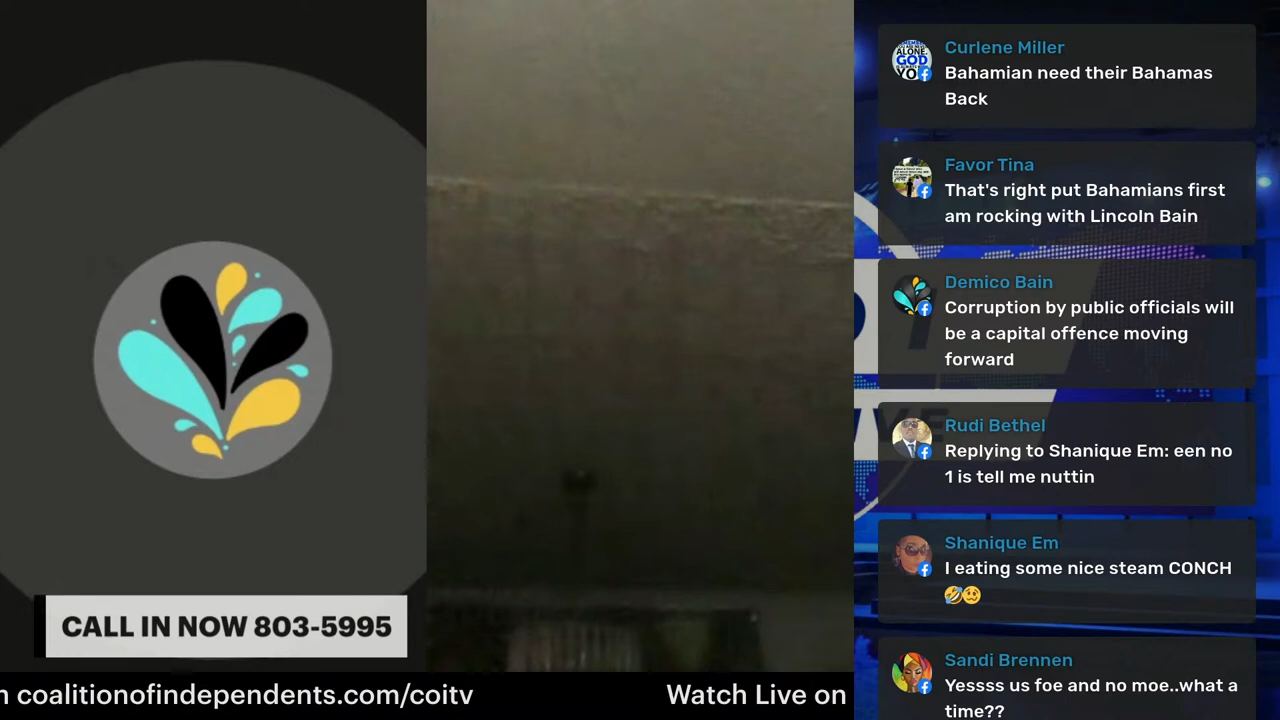 CALL IN NOW 803-5995
coalitionofindependents.com/coitv
Watch Live on
Curlene Miller
Bahamian need their Bahamas
Back
Favor Tina
That's right put Bahamians first
am rocking with Lincoln Bain
Demico Bain
Corruption by public officials will
be a capital offence moving
forward
Rudi Bethel
Replying to Shanique Em: een no
1 is tell me nuttin
Shanique Em
I eating some nice steam CONCH
🤣🥴
Sandi Brennen
Yessss us foe and no moe..what a
time??